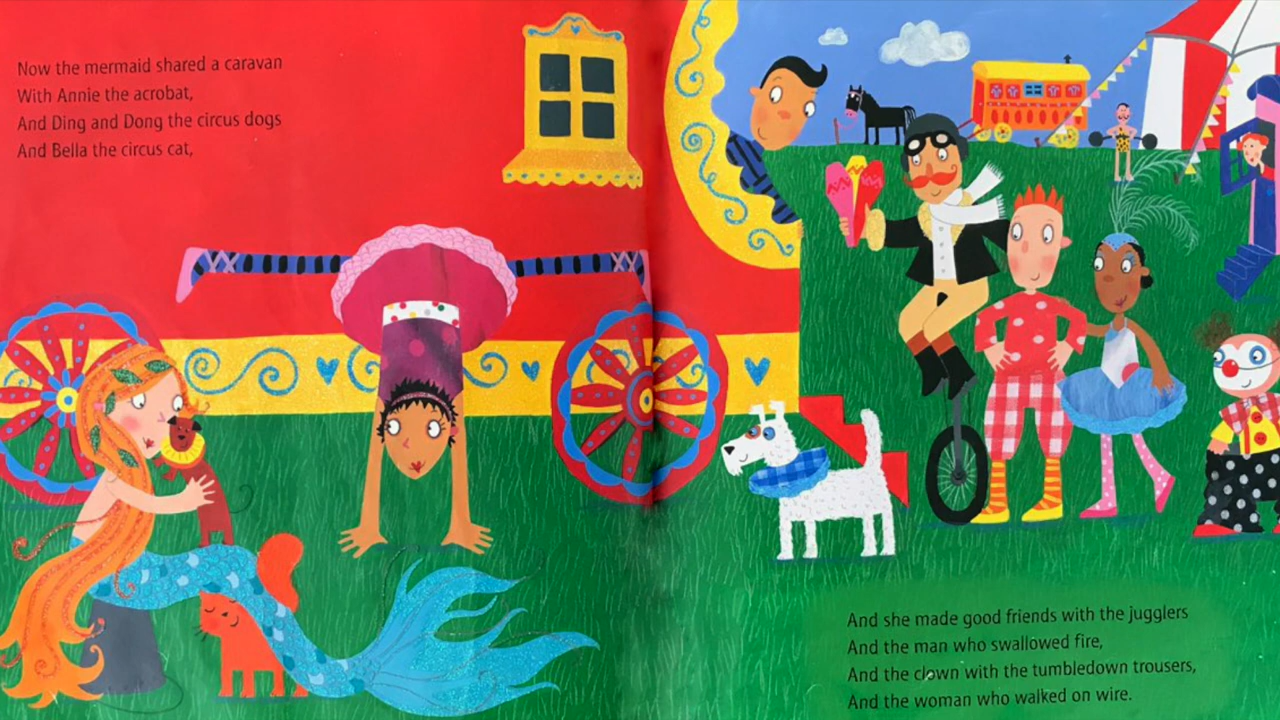 Now the mermaid shared a caravan
With Annie the acrobat,
And Ding and Dong the circus dogs
And Bella the circus cat,
And she made good friends with the jugglers
And the man who swallowed fire,
And the clown with the tumbledown trousers,
And the woman who walked on wire.